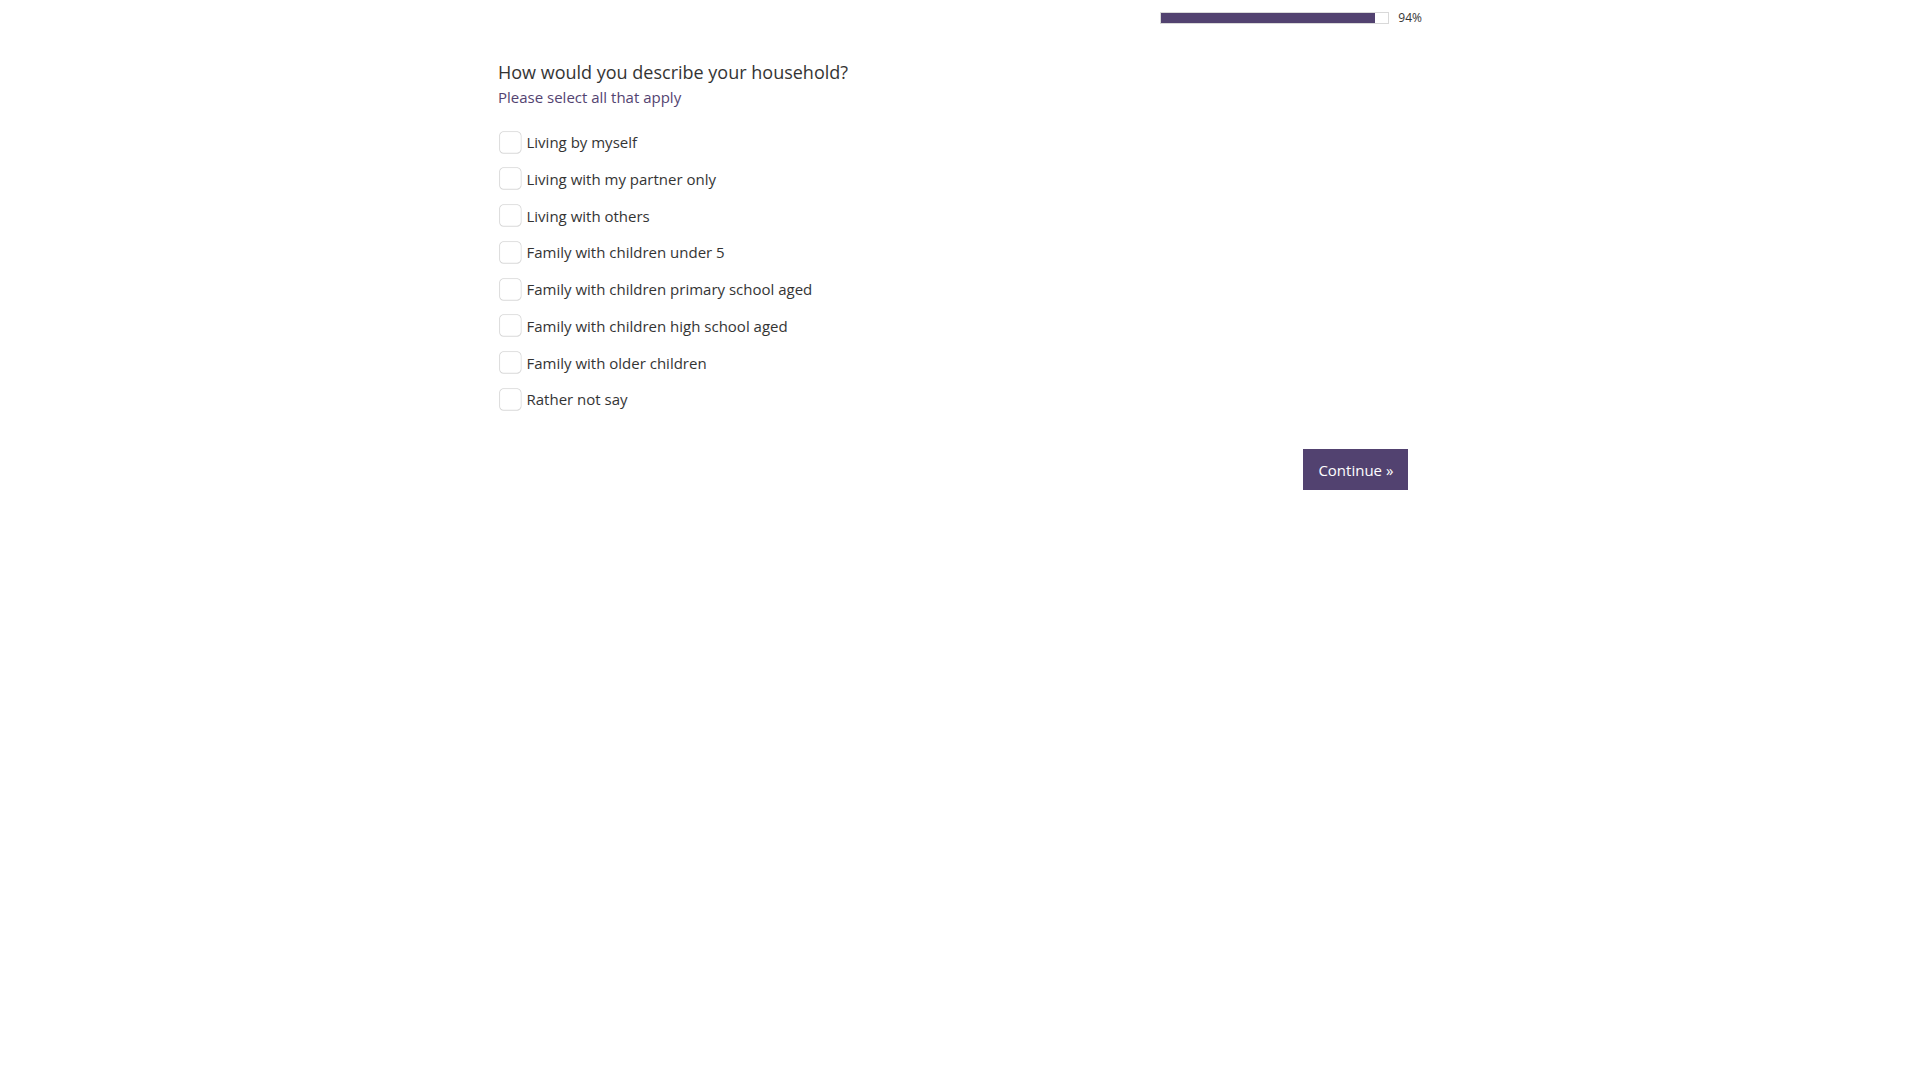 94%
How would you describe your household?
Please select all that apply
Living by myself
Living with my partner only
Living with others
Family with children under 5
Family with children primary school aged
Family with children high school aged
Family with older children
Rather not say
Continue »